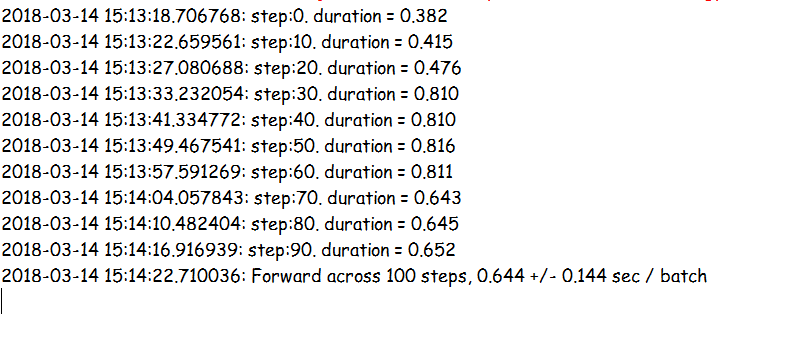 2018-03-14 15:13:18.706768: step:0. duration = 0.382
2018-03-14 15:13:22.659561: step:10. duration = 0.415
2018-03-14 15:13:27.080688: step:20. duration = 0.476
2018-03-14 15:13:33.232054: step:30. duration = 0.810
2018-03-14 15:13:41.334772: step:40. duration = 0.810
2018-03-14 15:13:49.467541: step:50. duration = 0.816
2018-03-14 15:13:57.591269: step:60. duration = 0.811
2018-03-14 15:14:04.057843: step:70. duration = 0.643
2018-03-14 15:14:10.482404: step:80. duration = 0.645
2018-03-14 15:14:16.916939: step:90. duration = 0.652
2018-03-14 15:14:22.710036: Forward across 100 steps, 0.644 +/- 0.144 sec / batch